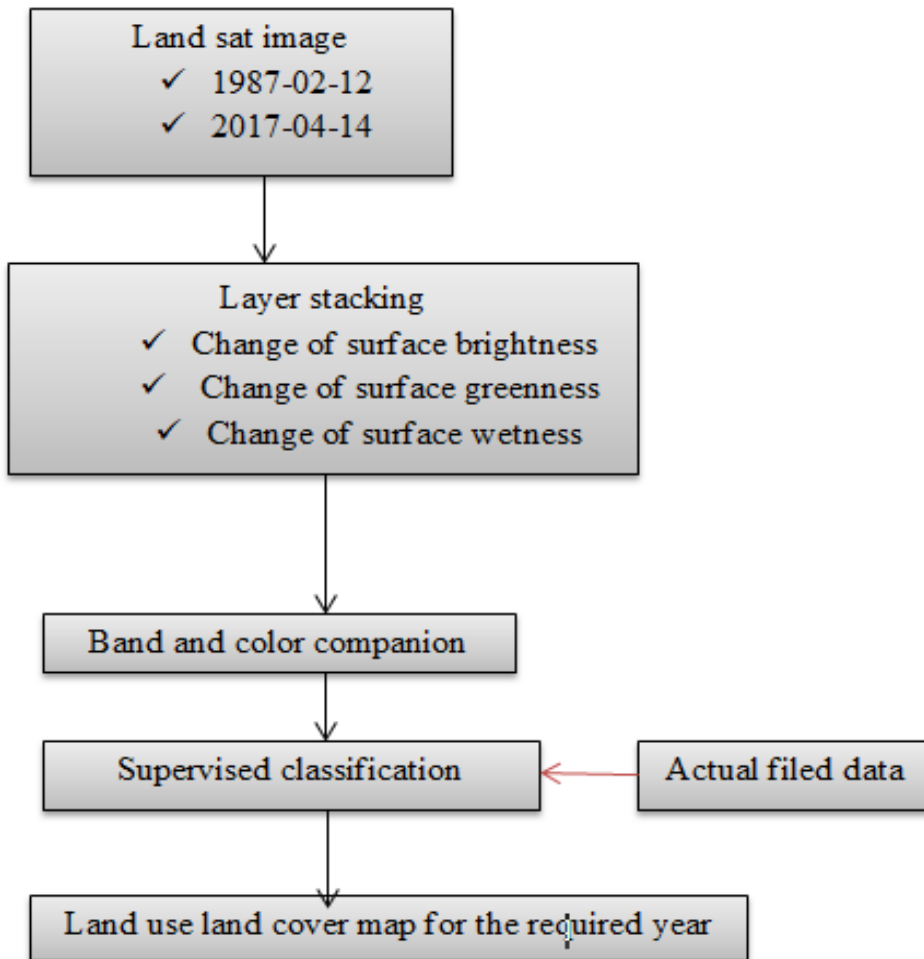 Land sat image
✓ 1987-02-12
✓ 2017-04-14
Layer stacking
✓ Change of surface brightness
✓ Change of surface greenness
✓ Change of surface wetness
Band and color companion
Supervised classification
Actual filed data
Land use land cover map for the required year